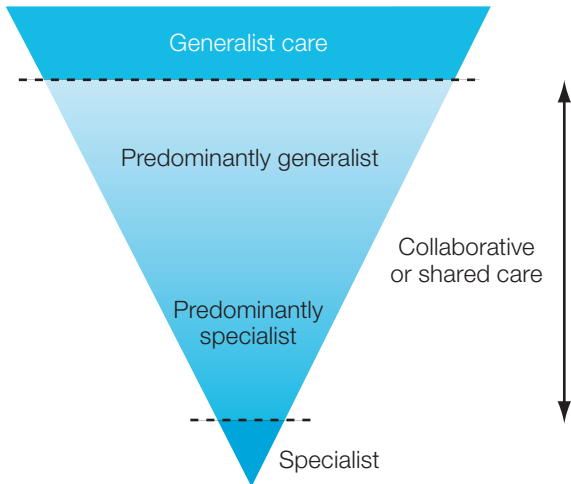 Generalist care
Predominantly generalist
Collaborative
or shared care
Predominantly
specialist
Specialist